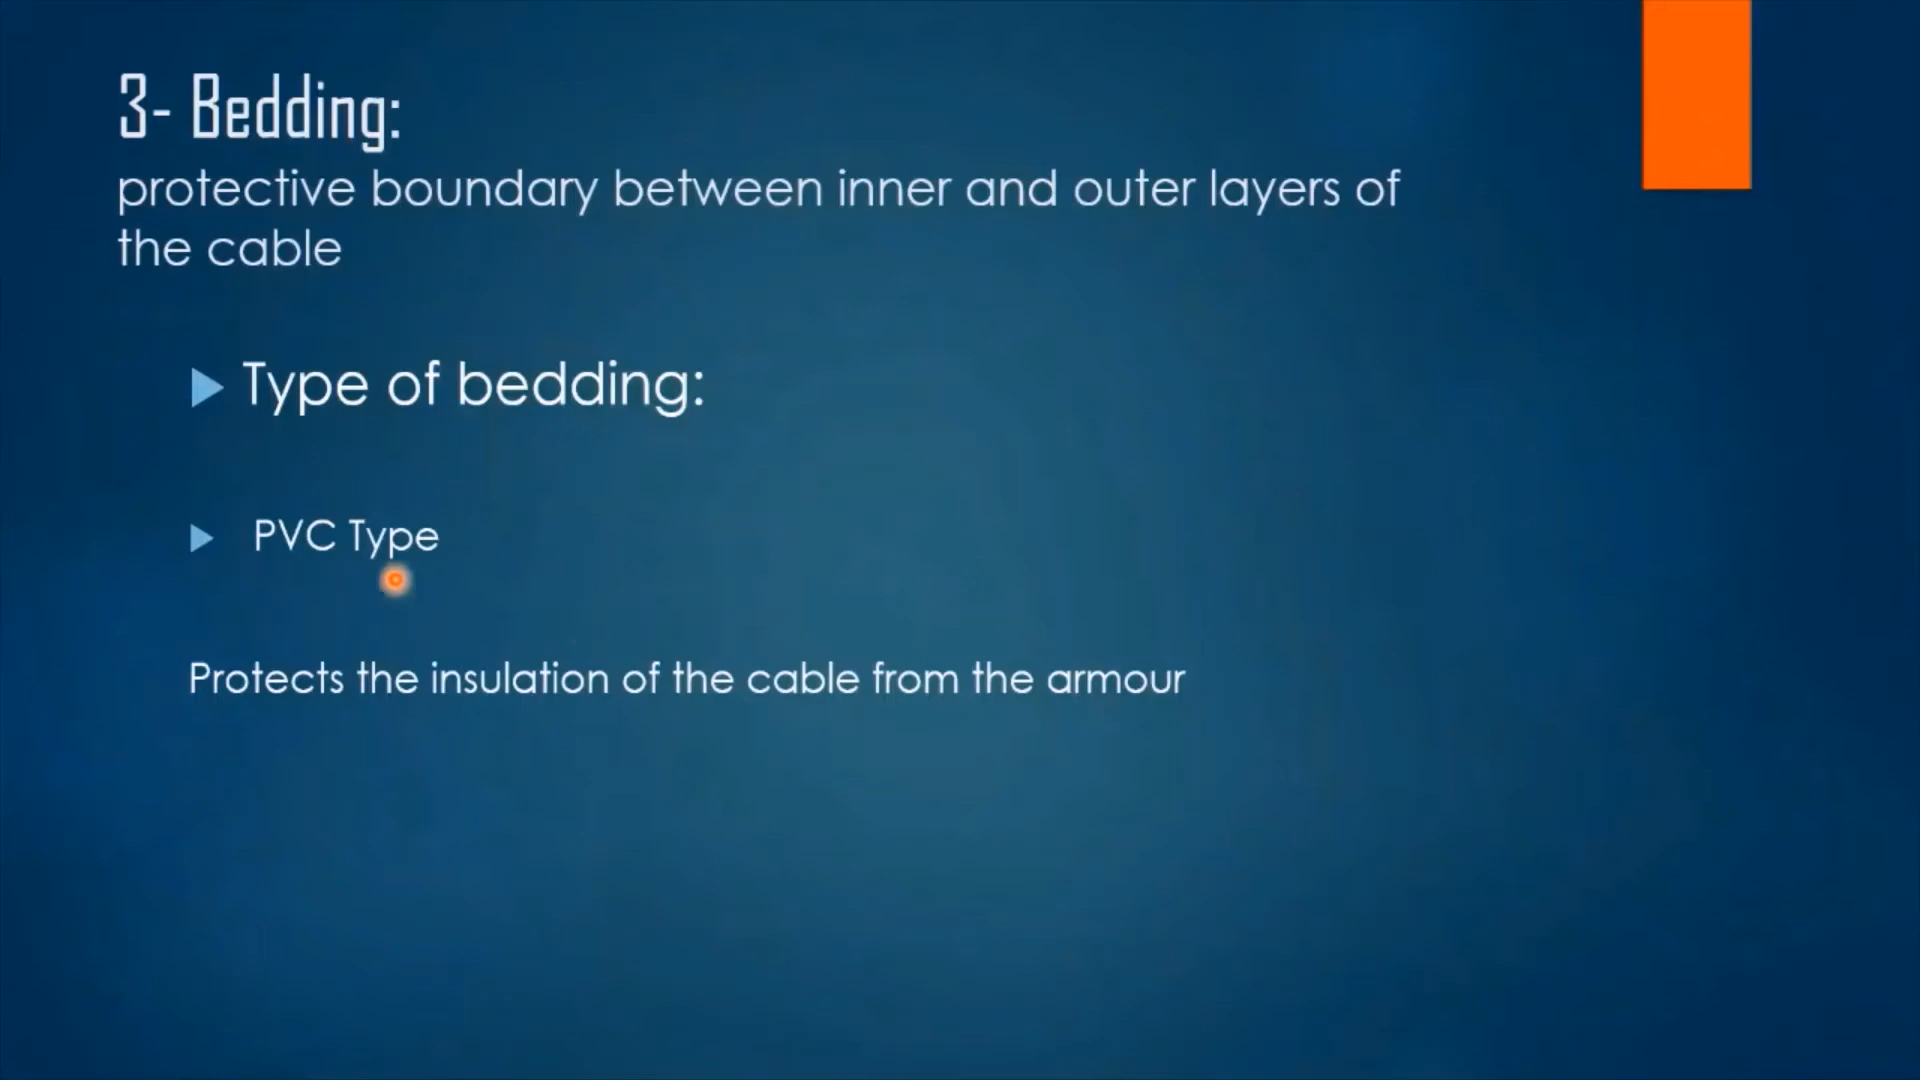 3- Bedding:
protective boundary between inner and outer layers of
the cable
Type of bedding:
PVC Type
Protects the insulation of the cable from the armour